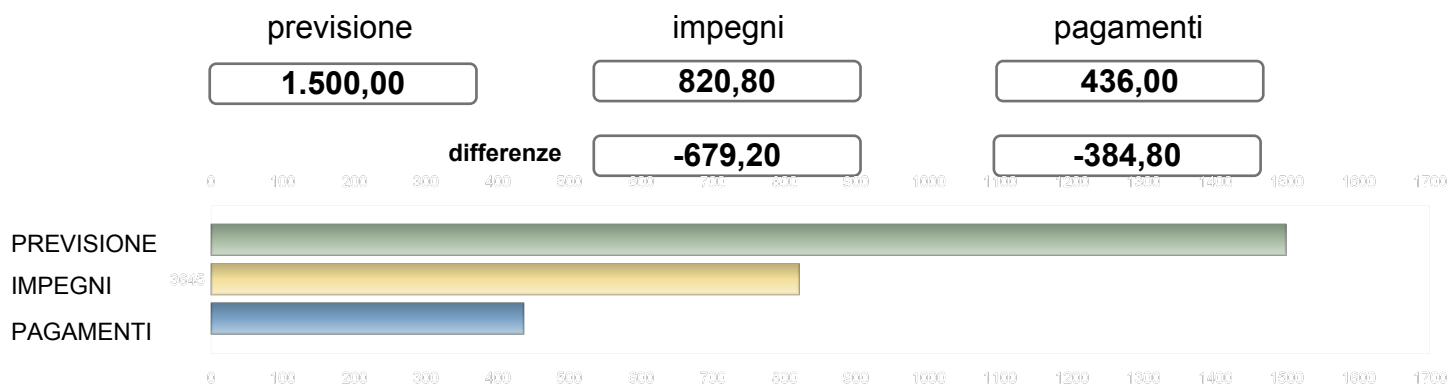 previsione impegni pagamenti
1.500,00 820,80 436,00
differenze -679,20 -384,80
0 100 200 300 400 500 600 700 800 900 1000 1100 1200 1300 1400 1500 1600 1700
PREVISIONE
3645
IMPEGNI
PAGAMENTI
0 100 200 300 400 500 600 700 800 900 1000 1100 1200 1300 1400 1500 1600 1700